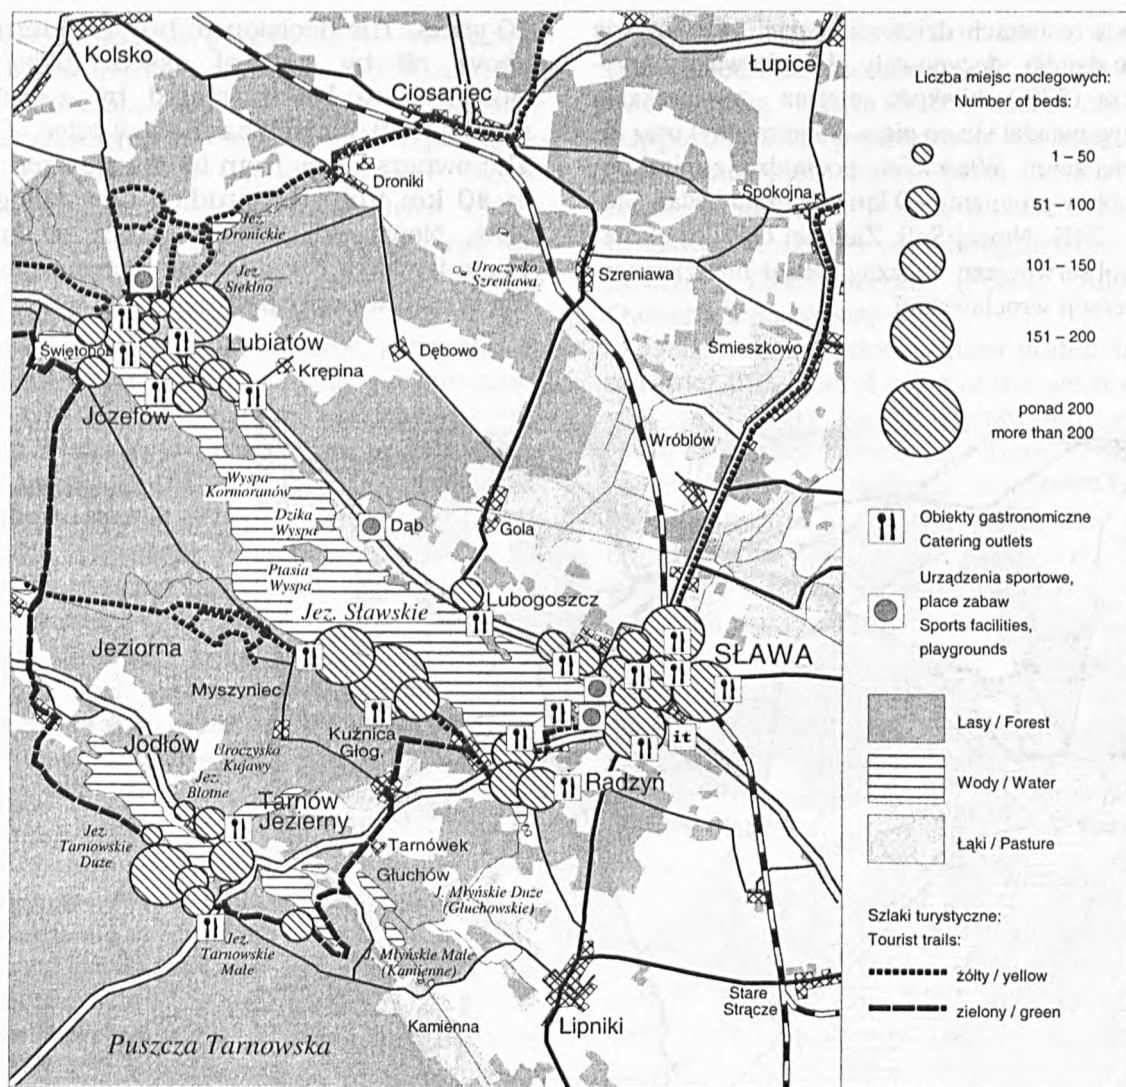 Kolsko
Ciosaniec
Łupice
Droniki
Jez.
Dronickie
Spokojna
Jez.
Steklno
Uroczysko
Szreniawa
Szreniawa
Lubiatów
Krępina
Dębowo
Śmieszkowo
Józefów
Wróblów
Wyspa
Kormoranów
Dzika
Wyspa
Dąb
Gola
Ptasia
Wyspa
Jez. Sławskie
Lubogoszcz
Jeziorna
SŁAWA
Myszyniec
Kuźnica
Głog.
it
Jodłów
Uroczyska
Kujawy
Radzyń
Jez.
Błotne
Tarnów
Jezierny
Jez.
Tarnowskie
Duże
Tarnówek
Głuchów
J. Młyńskie Duże
(Głuchowskie)
Jez.
Tarnowskie
Małe
J. Młyńskie Małe
(Kamienne)
Stare
Strącze
Kamienna
Lipniki
Puszcza Tarnowska
Liczba miejsc noclegowych:
Number of beds:
1 – 50
51 – 100
101 – 150
151 – 200
ponad 200
more than 200
Obiekty gastronomiczne
Catering outlets
Urządzenia sportowe,
place zabaw
Sports facilities,
playgrounds
Lasy / Forest
Wody / Water
Łąki / Pasture
Szlaki turystyczne:
Tourist trails:
żółty / yellow
zielony / green